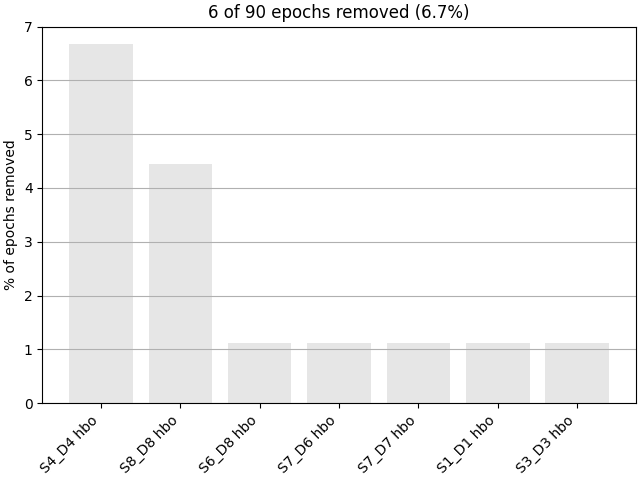 6 of 90 epochs removed (6.7%)
% of epochs removed
7
6
5
4
3
2
1
0
S4_D4 hbo
S8_D8 hbo
S6_D8 hbo
S7_D6 hbo
S7_D7 hbo
S1_D1 hbo
S3_D3 hbo